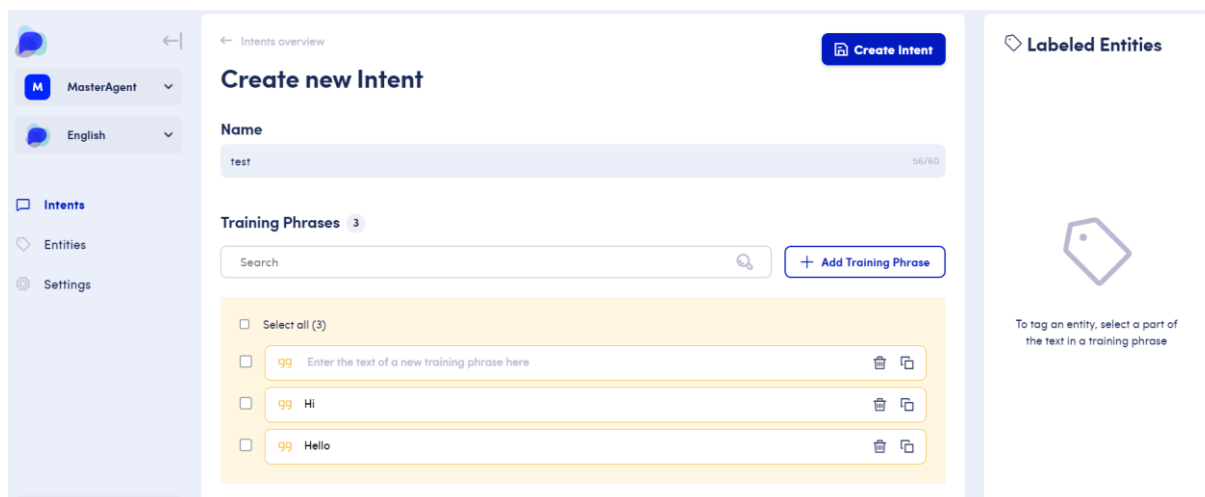 M MasterAgent
English
Intents
Entities
Settings
← Intents overview
Create Intent
Create new Intent
Name
test 56/60
Training Phrases 3
Search
+ Add Training Phrase
Select all (3)
Enter the text of a new training phrase here
Hi
Hello
Labeled Entities
To tag an entity, select a part of
the text in a training phrase